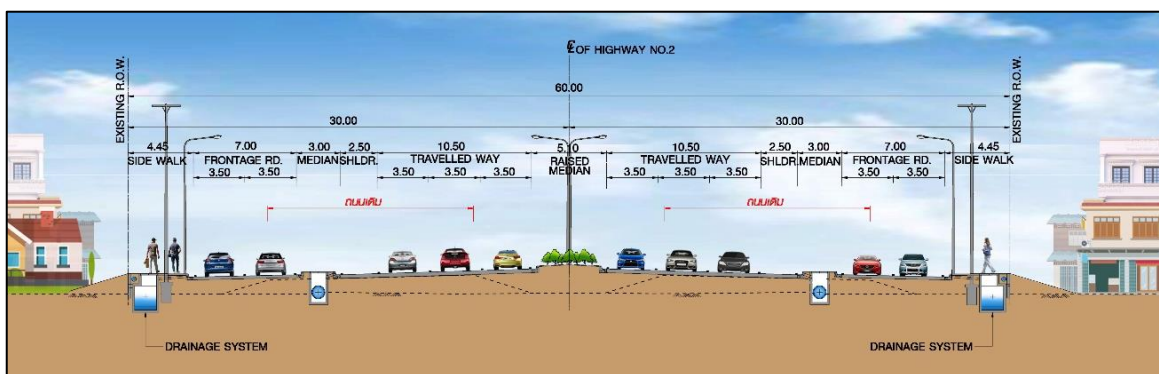 ℄ OF HIGHWAY NO.2
EXISTING R.O.W.
EXISTING R.O.W.
60.00
30.00 30.00
4.45 7.00 3.00 2.50 10.50 5.10 10.50 2.50 3.00 7.00 4.45
SIDE WALK FRONTAGE RD. MEDIAN SHLDR. TRAVELLED WAY RAISED MEDIAN TRAVELLED WAY SHLDR. MEDIAN FRONTAGE RD. SIDE WALK
3.50 3.50 3.50 3.50 3.50 3.50 3.50 3.50 3.50 3.50
ถนนเดิม ถนนเดิม
DRAINAGE SYSTEM DRAINAGE SYSTEM